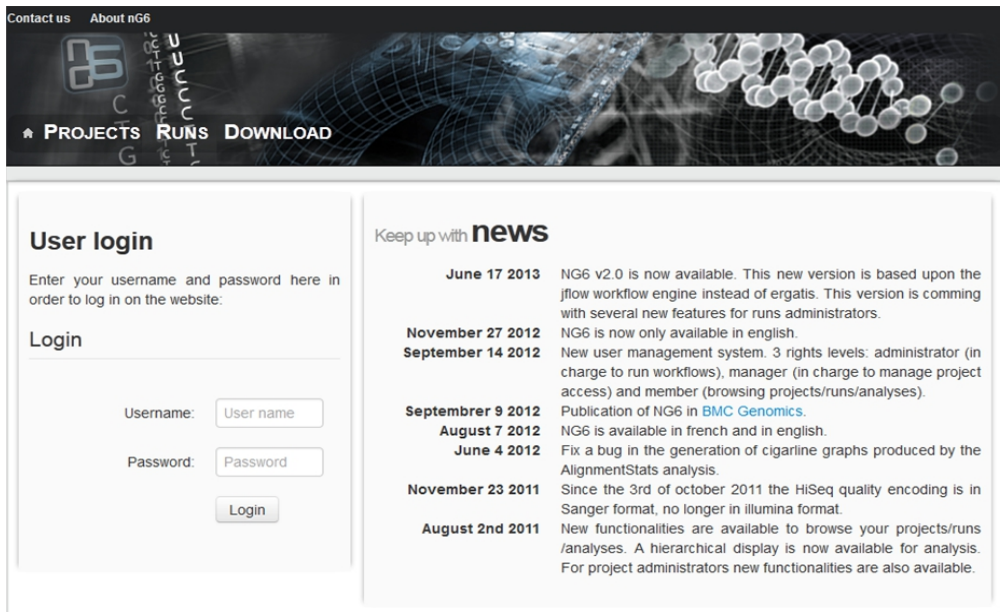 Contact us About nG6
nG6
PROJECTS RUNS DOWNLOAD
User login
Enter your username and password here in
order to log in on the website:
Login
Username: User name
Password: Password
Login
Keep up with news
June 17 2013 NG6 v2.0 is now available. This new version is based upon the
jflow workflow engine instead of ergatis. This version is comming
with several new features for runs administrators.
November 27 2012 NG6 is now only available in english.
September 14 2012 New user management system. 3 rights levels: administrator (in
charge to run workflows), manager (in charge to manage project
access) and member (browsing projects/runs/analyses).
Septembrer 9 2012 Publication of NG6 in BMC Genomics.
August 7 2012 NG6 is available in french and in english.
June 4 2012 Fix a bug in the generation of cigarline graphs produced by the
AlignmentStats analysis.
November 23 2011 Since the 3rd of october 2011 the HiSeq quality encoding is in
Sanger format, no longer in illumina format.
August 2nd 2011 New functionalities are available to browse your projects/runs
/analyses. A hierarchical display is now available for analysis.
For project administrators new functionalities are also available.